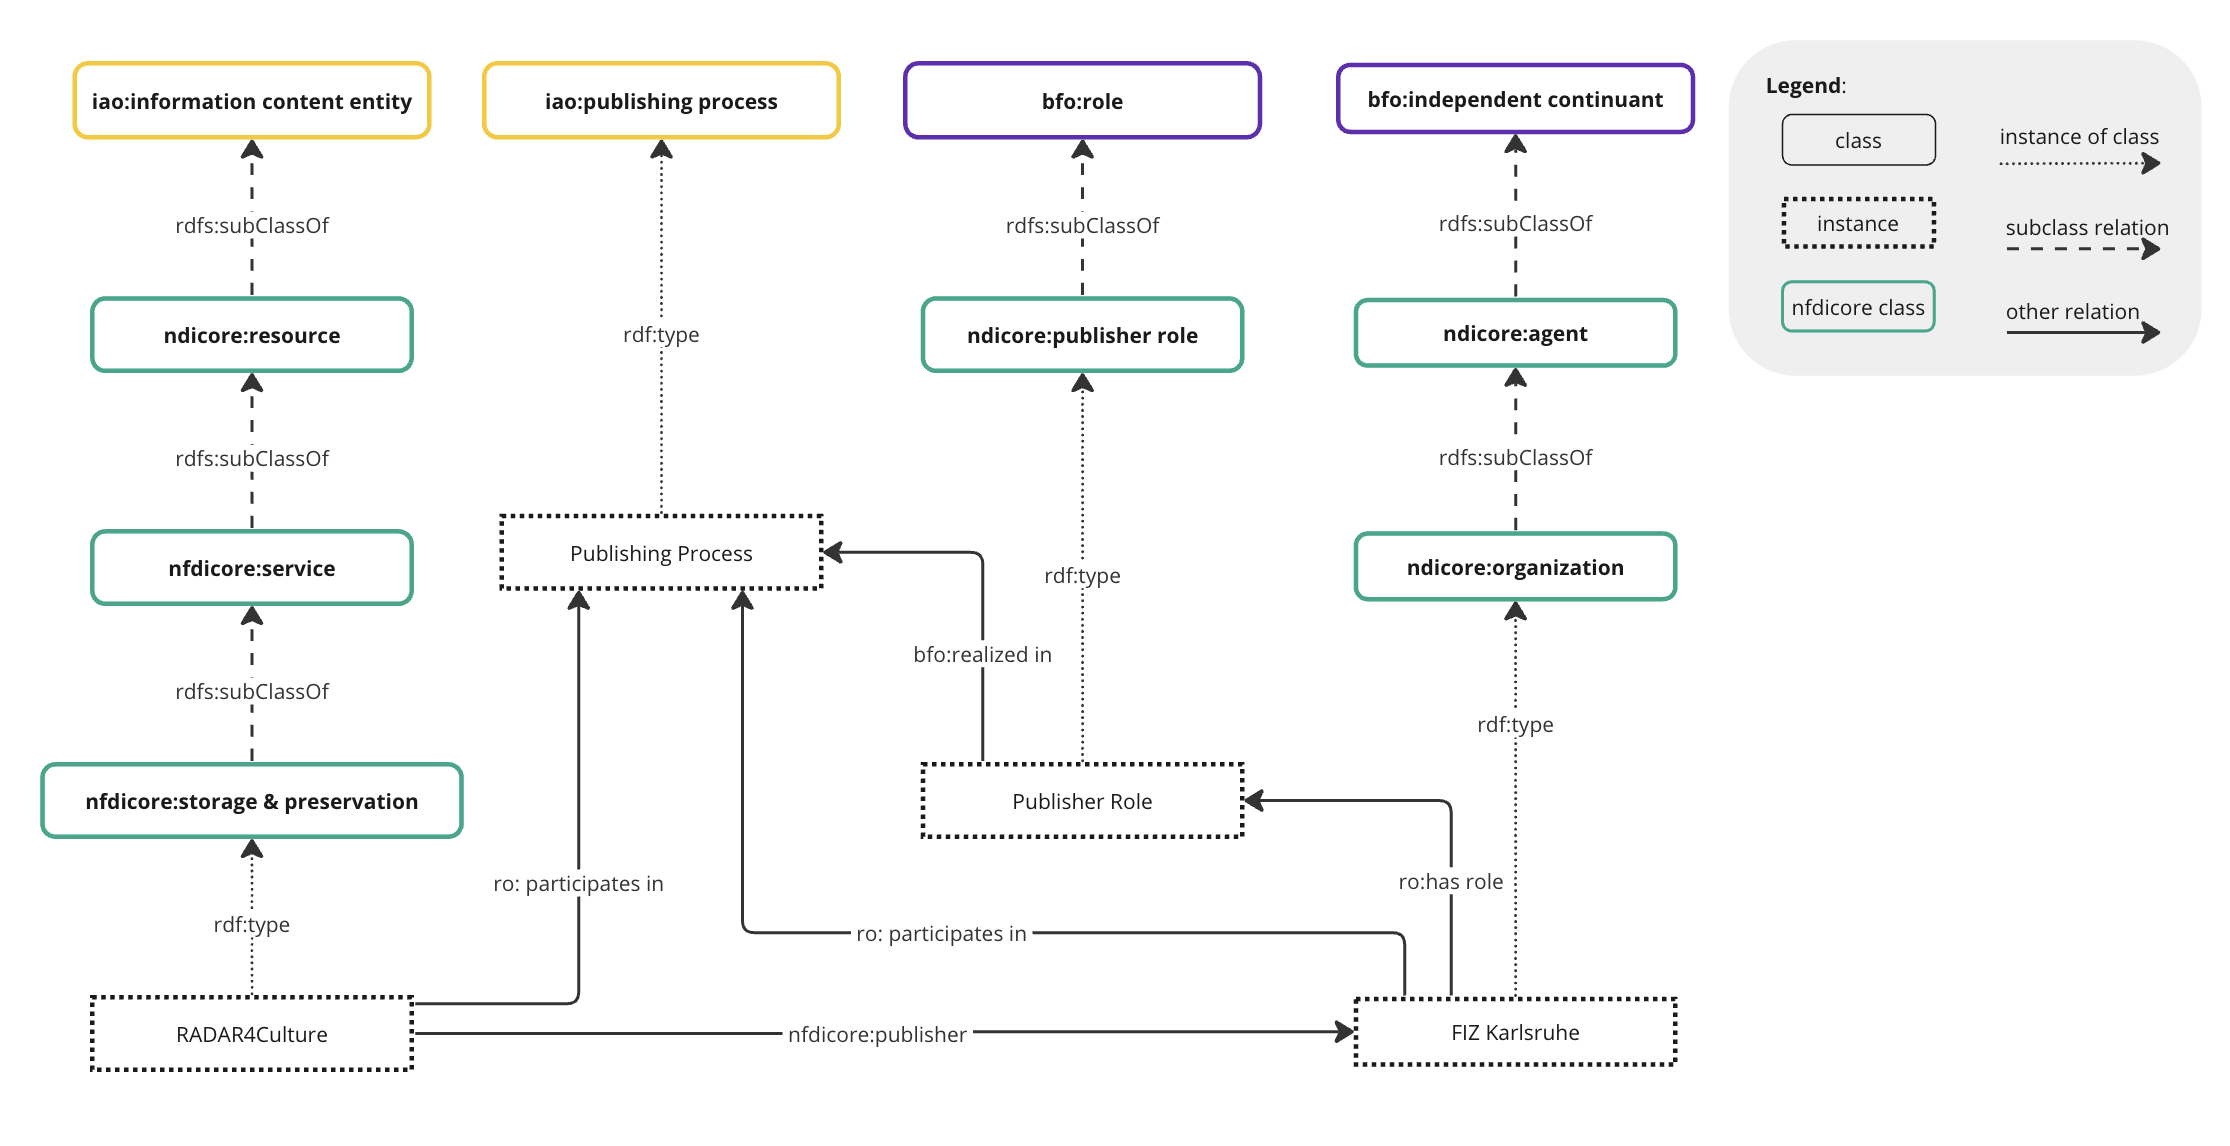 iao:information content entity
iao:publishing process
bfo:role
bfo:independent continuant
Legend:
class
instance of class
instance
subclass relation
nfdicore class
other relation
rdfs:subClassOf
rdfs:subClassOf
rdfs:subClassOf
ndicore:resource
rdf:type
ndicore:publisher role
ndicore:agent
rdfs:subClassOf
rdfs:subClassOf
nfdicore:service
Publishing Process
rdf:type
ndicore:organization
bfo:realized in
rdfs:subClassOf
rdf:type
nfdicore:storage & preservation
Publisher Role
ro: participates in
ro:has role
rdf:type
ro: participates in
RADAR4Culture
nfdicore:publisher
FIZ Karlsruhe